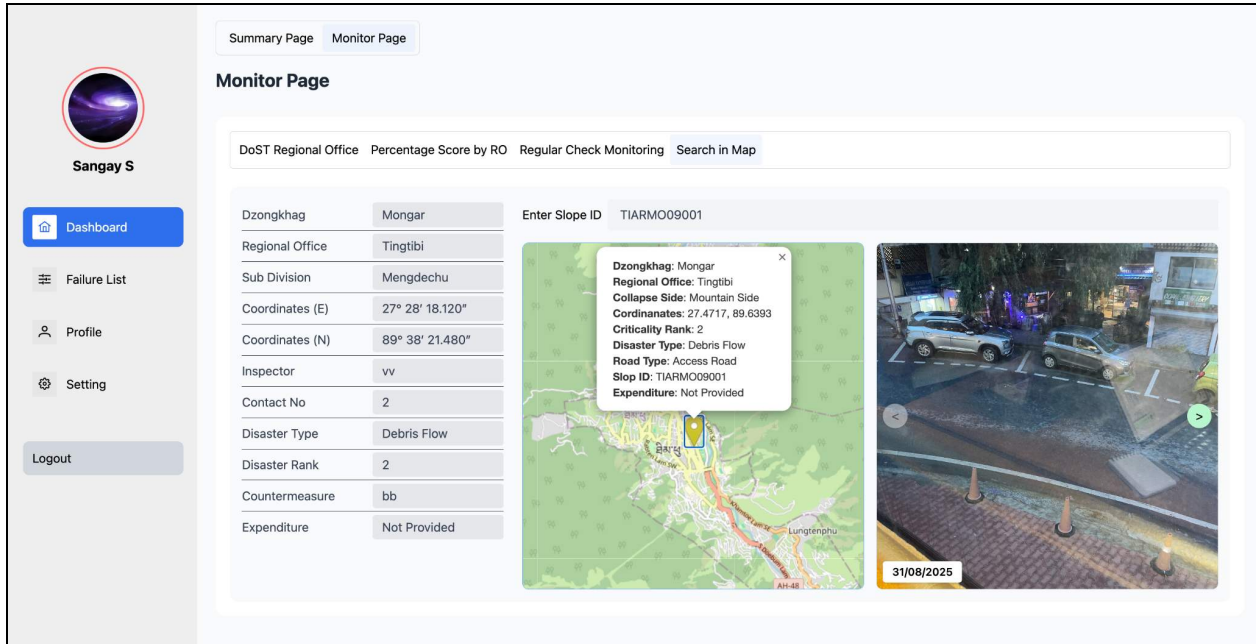 Summary Page Monitor Page
Monitor Page
Sangay S
Dashboard
Failure List
Profile
Setting
Logout
DoST Regional Office Percentage Score by RO Regular Check Monitoring Search in Map
Dzongkhag Mongar
Regional Office Tingtibi
Sub Division Mengdechu
Coordinates (E) 27° 28′ 18.120″
Coordinates (N) 89° 38′ 21.480″
Inspector vv
Contact No 2
Disaster Type Debris Flow
Disaster Rank 2
Countermeasure bb
Expenditure Not Provided
Enter Slope ID TIARMO09001
×
Dzongkhag: Mongar
Regional Office: Tingtibi
Collapse Side: Mountain Side
Cordinanates: 27.4717, 89.6393
Criticality Rank: 2
Disaster Type: Debris Flow
Road Type: Access Road
Slop ID: TIARMO09001
Expenditure: Not Provided
Lungtenphu
AH-48
< >
31/08/2025